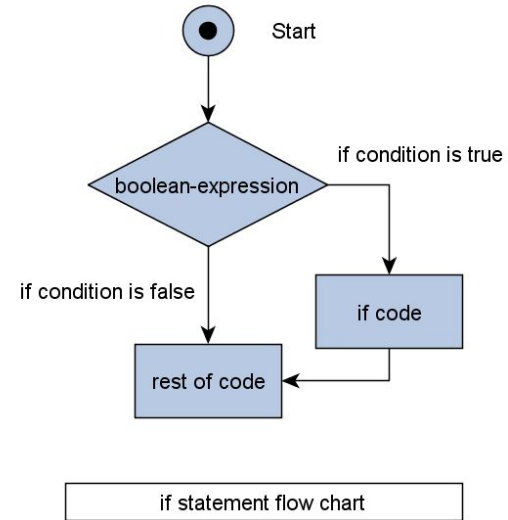 Start
boolean-expression
if condition is true
if condition is false
if code
rest of code
if statement flow chart